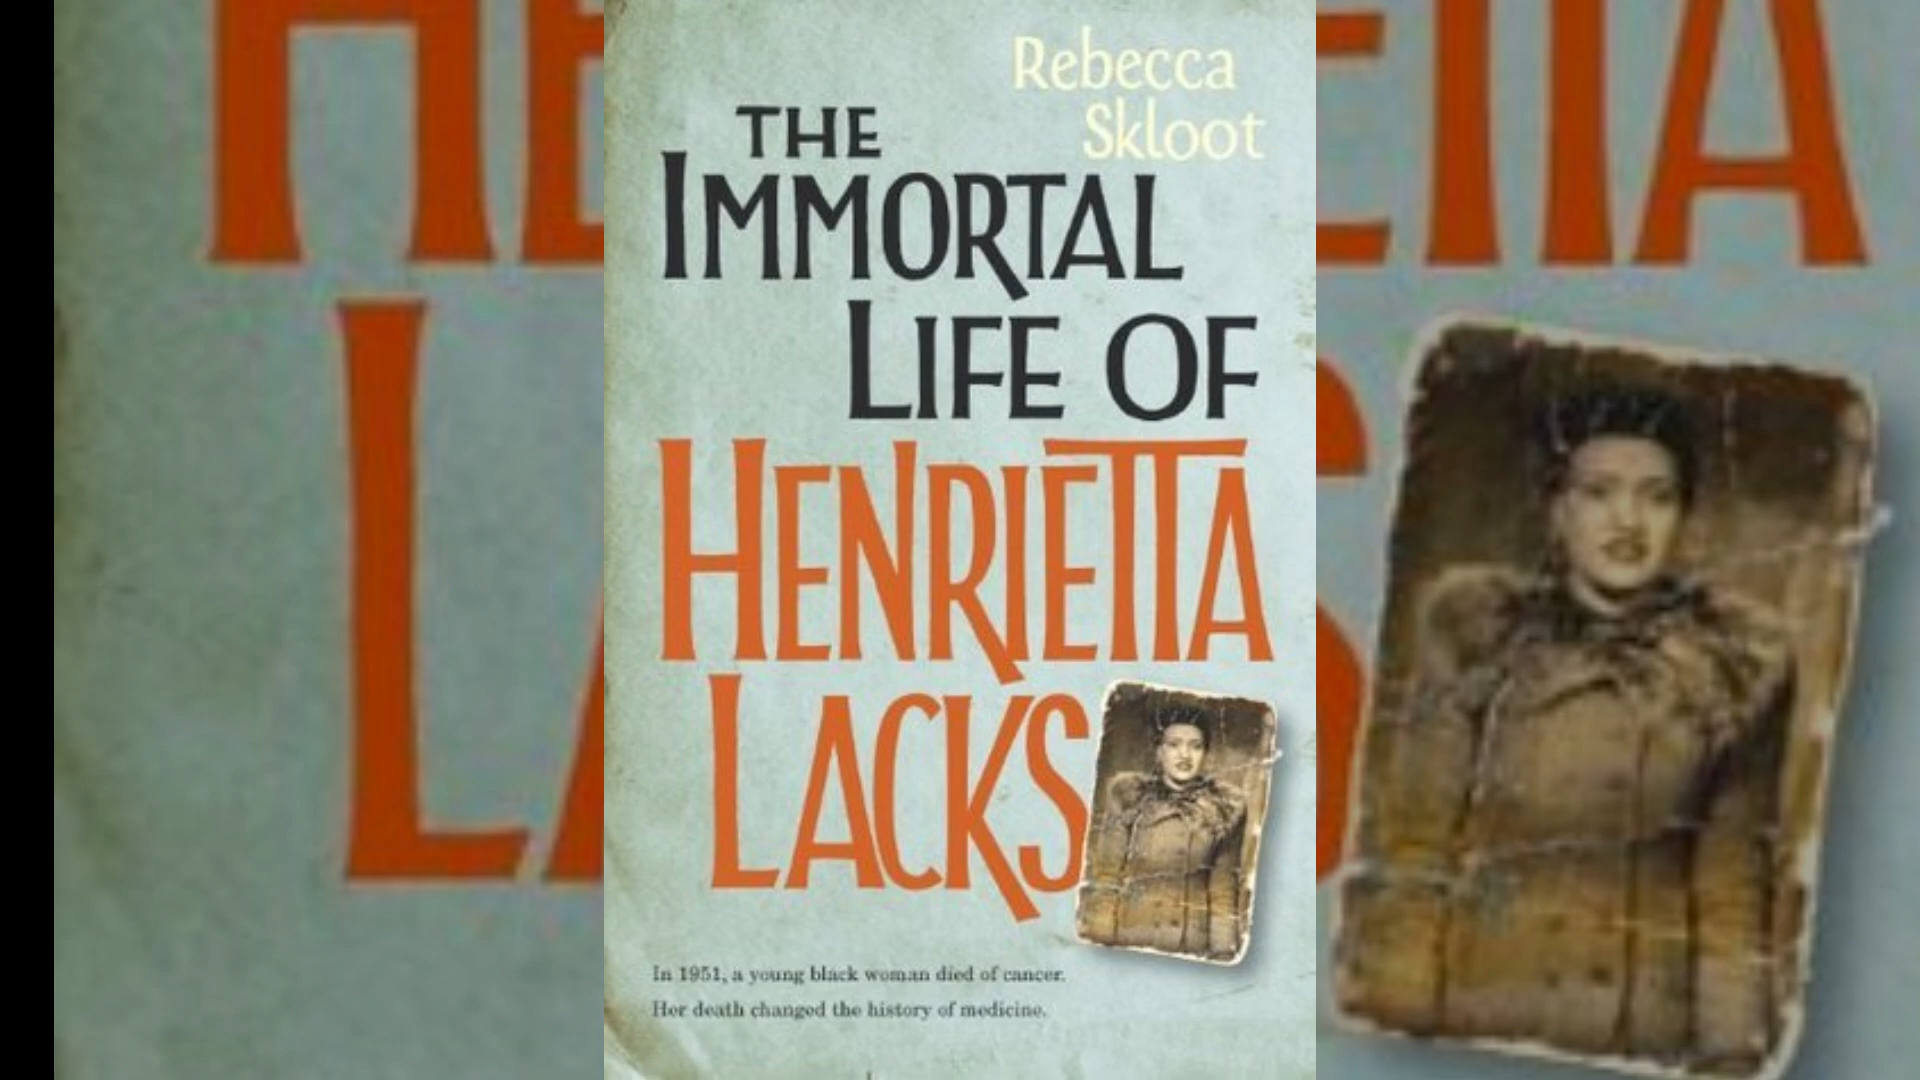 Rebecca
Skloot
THE
IMMORTAL
LIFE OF
HENRIETTA
LACKS
In 1951, a young black woman died of cancer.
Her death changed the history of medicine.